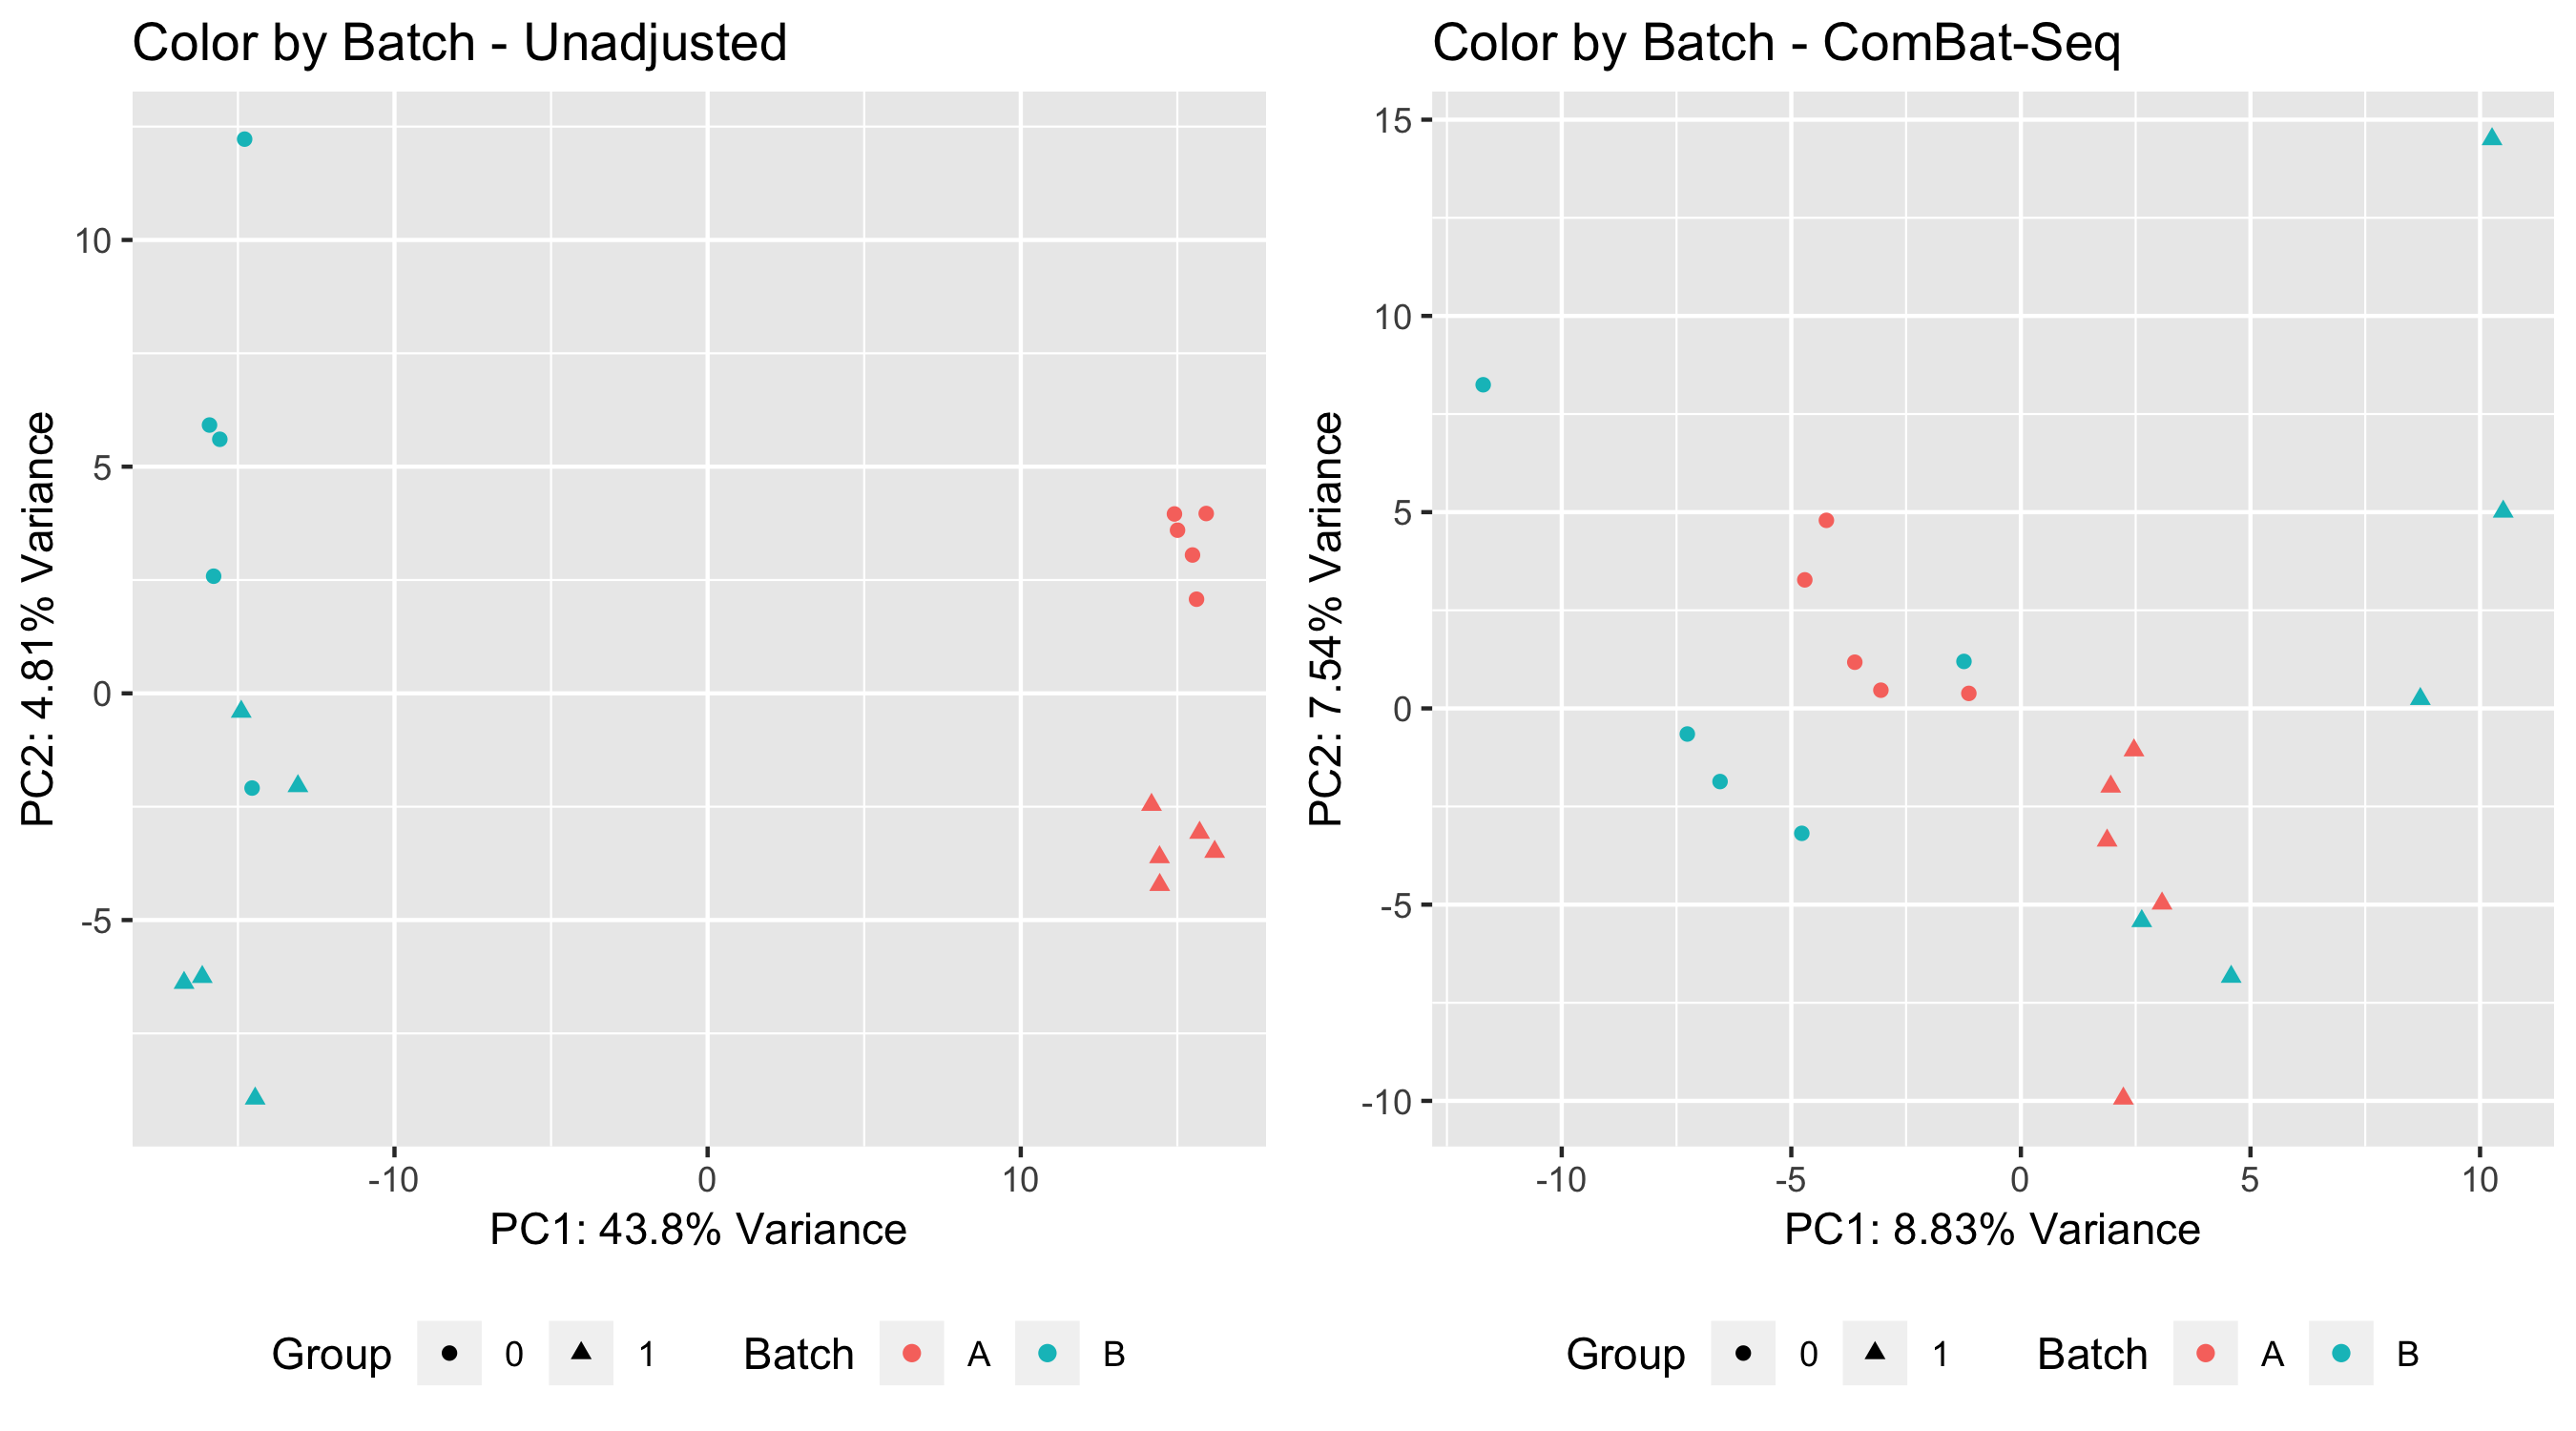 Color by Batch - Unadjusted
10
5
0
-5
PC2: 4.81% Variance
-10 0 10
PC1: 43.8% Variance
Group 0 1 Batch A B
Color by Batch - ComBat-Seq
15
10
5
0
-5
-10
PC2: 7.54% Variance
-10 -5 0 5 10
PC1: 8.83% Variance
Group 0 1 Batch A B